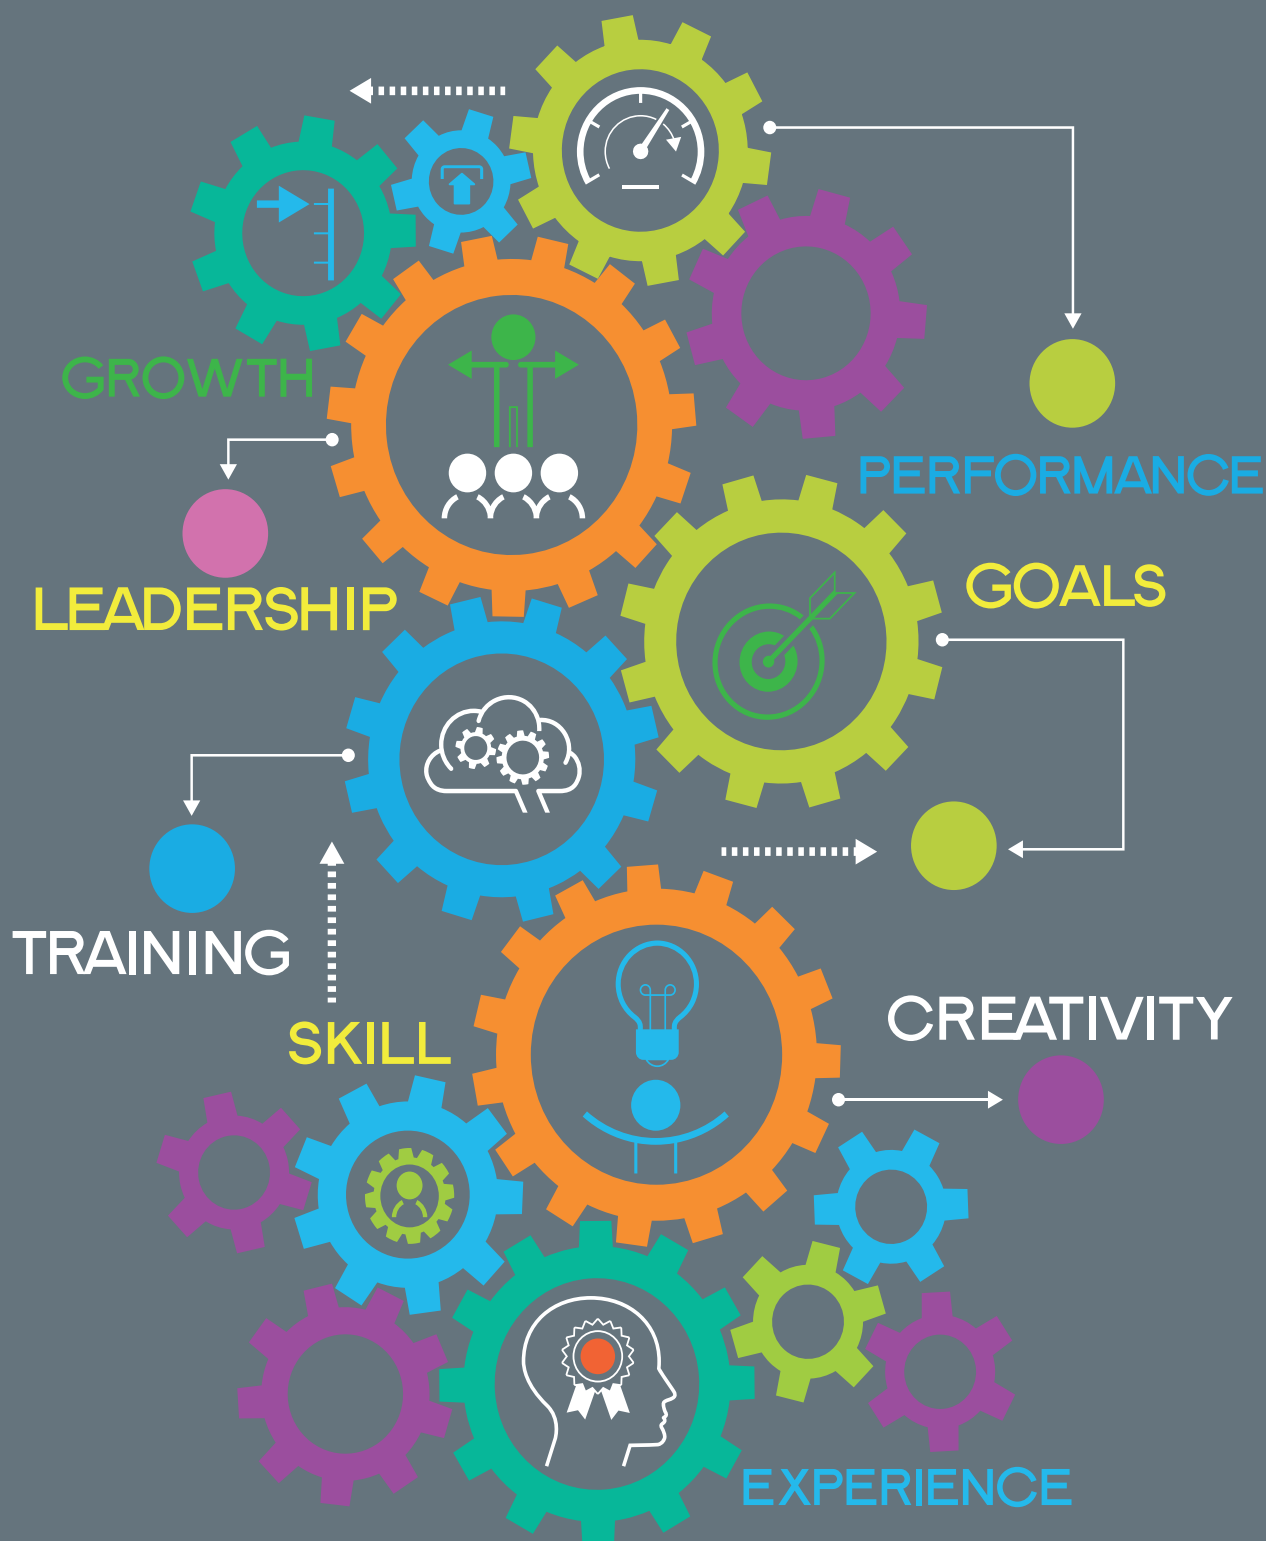 GROWTH
PERFORMANCE
GOALS
LEADERSHIP
TRAINING
CREATIVITY
SKILL
EXPERIENCE